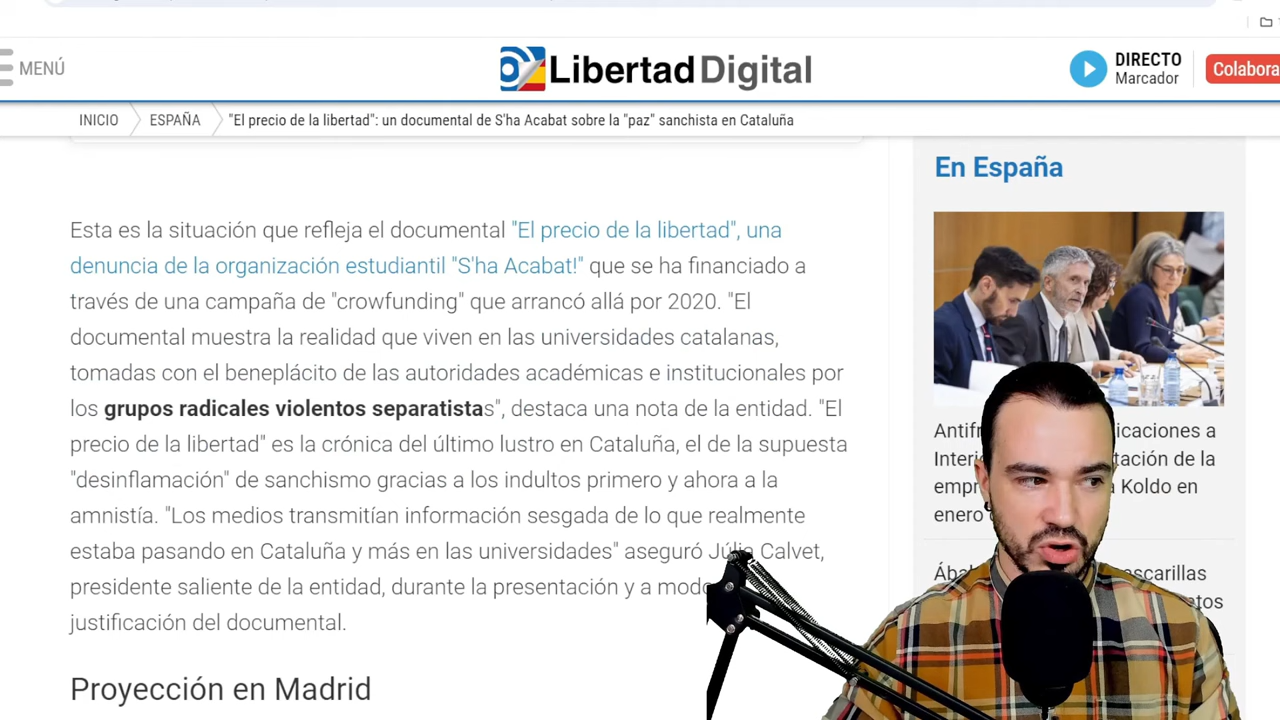 MENÚ
Libertad Digital
DIRECTO
Marcador
Colabora
INICIO
ESPAÑA
"El precio de la libertad": un documental de S'ha Acabat sobre la "paz" sanchista en Cataluña
En España
Esta es la situación que refleja el documental "El precio de la libertad", una
denuncia de la organización estudiantil "S'ha Acabat!" que se ha financiado a
través de una campaña de "crowfunding" que arrancó allá por 2020. "El
documental muestra la realidad que viven en las universidades catalanas,
tomadas con el beneplácito de las autoridades académicas e institucionales por
los grupos radicales violentos separatistas", destaca una nota de la entidad. "El
precio de la libertad" es la crónica del último lustro en Cataluña, el de la supuesta
"desinflamación" de sanchismo gracias a los indultos primero y ahora a la
amnistía. "Los medios transmitían información sesgada de lo que realmente
estaba pasando en Cataluña y más en las universidades" aseguró Júlia Calvet,
presidente saliente de la entidad, durante la presentación y a modo
justificación del documental.
Proyección en Madrid
a
de la
Koldo en
enero